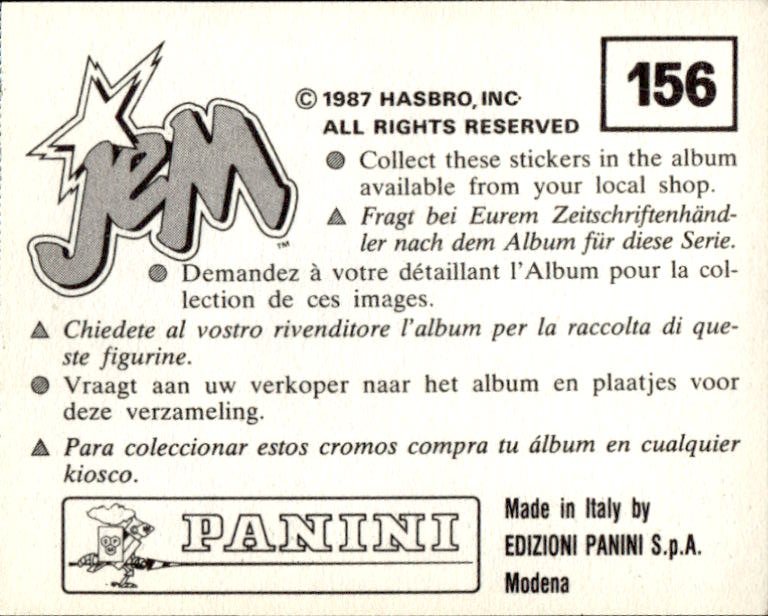 jem
TM
156
© 1987 HASBRO, INC.
ALL RIGHTS RESERVED
Collect these stickers in the album
available from your local shop.
Fragt bei Eurem Zeitschriftenhänd-
ler nach dem Album für diese Serie.
Demandez à votre détaillant l'Album pour la col-
lection de ces images.
Chiedete al vostro rivenditore l'album per la raccolta di que-
ste figurine.
Vraagt aan uw verkoper naar het album en plaatjes voor
deze verzameling.
Para coleccionar estos cromos compra tu álbum en cualquier
kiosco.
PANINI
Made in Italy by
EDIZIONI PANINI S.p.A.
Modena